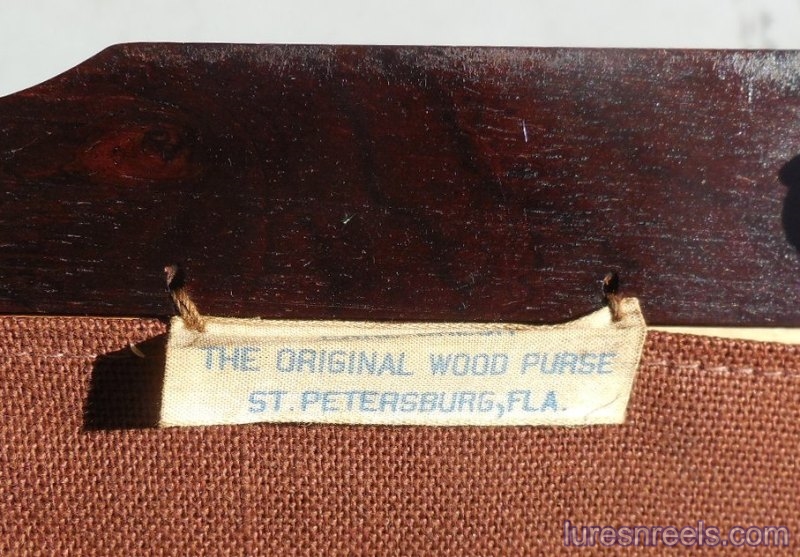 THE ORIGINAL WOOD PURSE
ST.PETERSBURG,FLA.
luresnreels.com